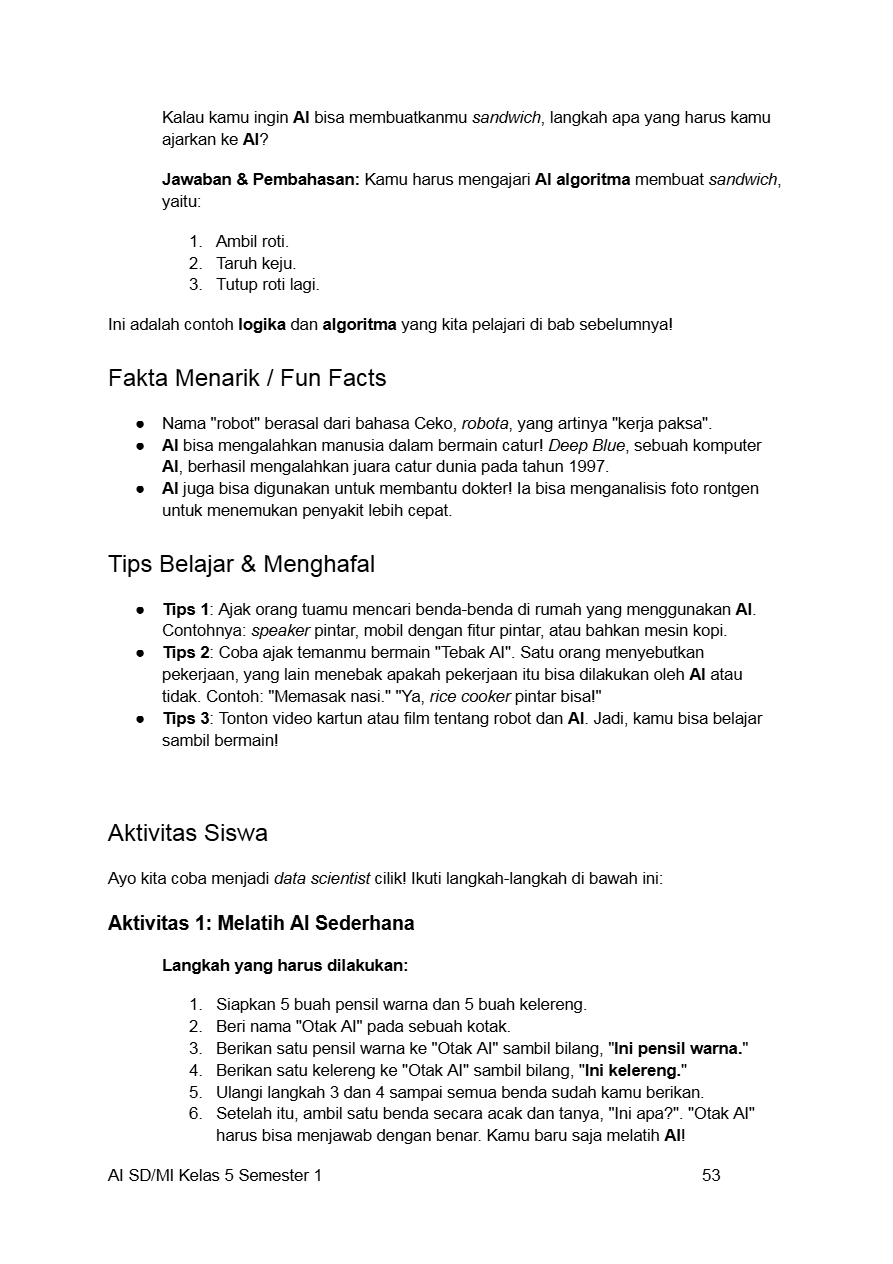 Kalau kamu ingin AI bisa membuatkanmu sandwich, langkah apa yang harus kamu
ajarkan ke AI?
Jawaban & Pembahasan: Kamu harus mengajari AI algoritma membuat sandwich,
yaitu:
1. Ambil roti.
2. Taruh keju.
3. Tutup roti lagi.
Ini adalah contoh logika dan algoritma yang kita pelajari di bab sebelumnya!
Fakta Menarik / Fun Facts
● Nama "robot" berasal dari bahasa Ceko, robota, yang artinya "kerja paksa".
● AI bisa mengalahkan manusia dalam bermain catur! Deep Blue, sebuah komputer
AI, berhasil mengalahkan juara catur dunia pada tahun 1997.
● AI juga bisa digunakan untuk membantu dokter! Ia bisa menganalisis foto rontgen
untuk menemukan penyakit lebih cepat.
Tips Belajar & Menghafal
● Tips 1: Ajak orang tuamu mencari benda-benda di rumah yang menggunakan AI.
Contohnya: speaker pintar, mobil dengan fitur pintar, atau bahkan mesin kopi.
● Tips 2: Coba ajak temanmu bermain "Tebak AI". Satu orang menyebutkan
pekerjaan, yang lain menebak apakah pekerjaan itu bisa dilakukan oleh AI atau
tidak. Contoh: "Memasak nasi." "Ya, rice cooker pintar bisa!"
● Tips 3: Tonton video kartun atau film tentang robot dan AI. Jadi, kamu bisa belajar
sambil bermain!
Aktivitas Siswa
Ayo kita coba menjadi data scientist cilik! Ikuti langkah-langkah di bawah ini:
Aktivitas 1: Melatih AI Sederhana
Langkah yang harus dilakukan:
1. Siapkan 5 buah pensil warna dan 5 buah kelereng.
2. Beri nama "Otak AI" pada sebuah kotak.
3. Berikan satu pensil warna ke "Otak AI" sambil bilang, "Ini pensil warna."
4. Berikan satu kelereng ke "Otak AI" sambil bilang, "Ini kelereng."
5. Ulangi langkah 3 dan 4 sampai semua benda sudah kamu berikan.
6. Setelah itu, ambil satu benda secara acak dan tanya, "Ini apa?". "Otak AI"
harus bisa menjawab dengan benar. Kamu baru saja melatih AI!
AI SD/MI Kelas 5 Semester 1 53